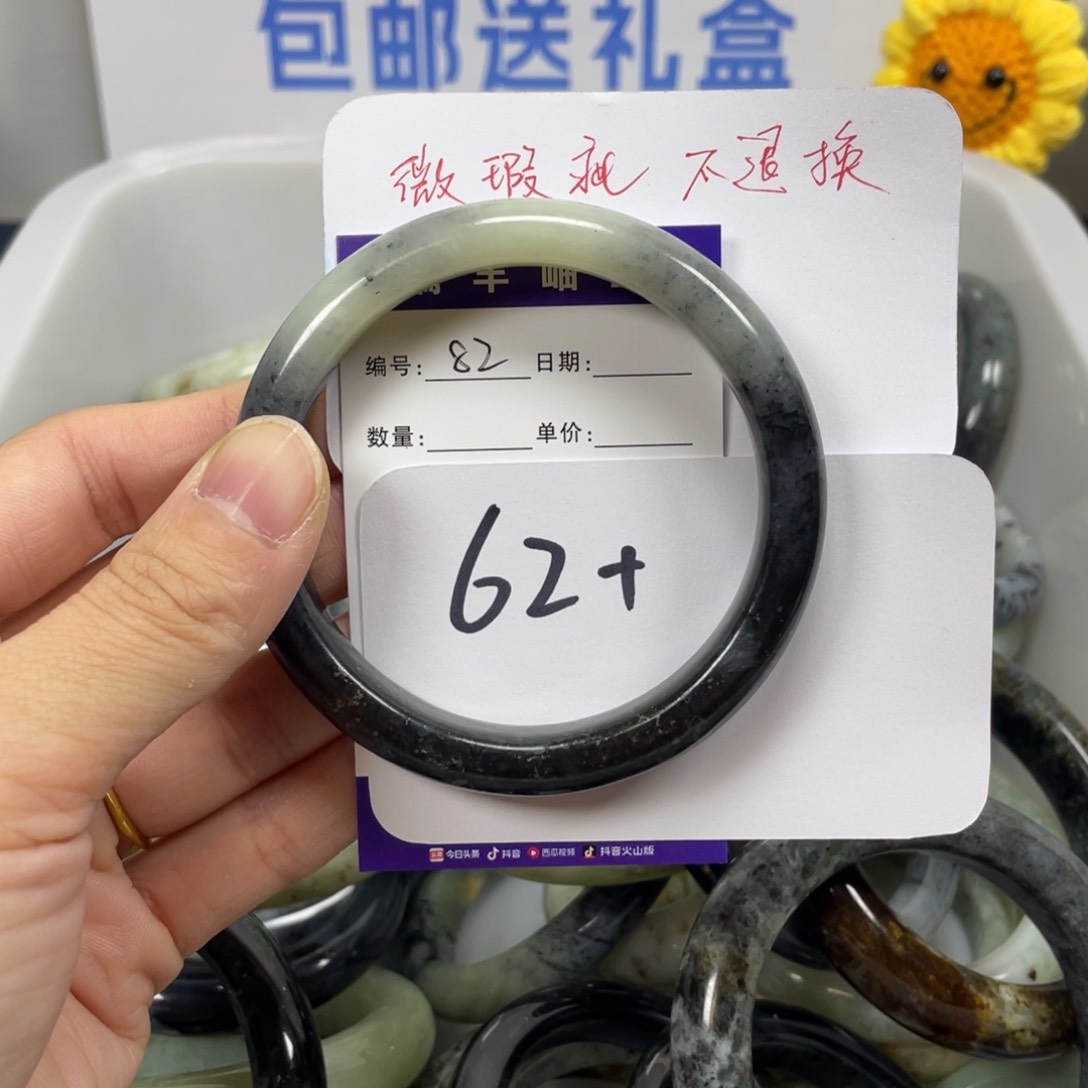 包邮送礼盒
微瑕疵 不退换
编号: 82 日期:
数量: 单价:
62+
今日头条 抖音 西瓜视频 抖音火山版